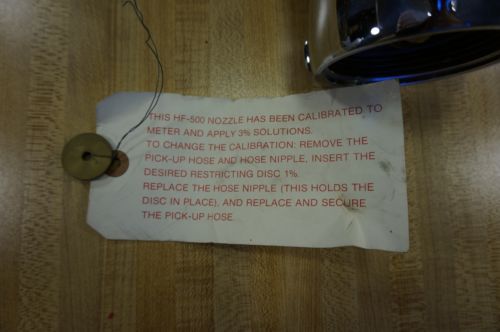 THIS HF-500 NOZZLE HAS BEEN CALIBRATED TO
METER AND APPLY 3% SOLUTIONS.
TO CHANGE THE CALIBRATION: REMOVE THE
PICK-UP HOSE AND HOSE NIPPLE, INSERT THE
DESIRED RESTRICTING DISC 1%.
REPLACE THE HOSE NIPPLE (THIS HOLDS THE
DISC IN PLACE), AND REPLACE AND SECURE
THE PICK-UP HOSE.